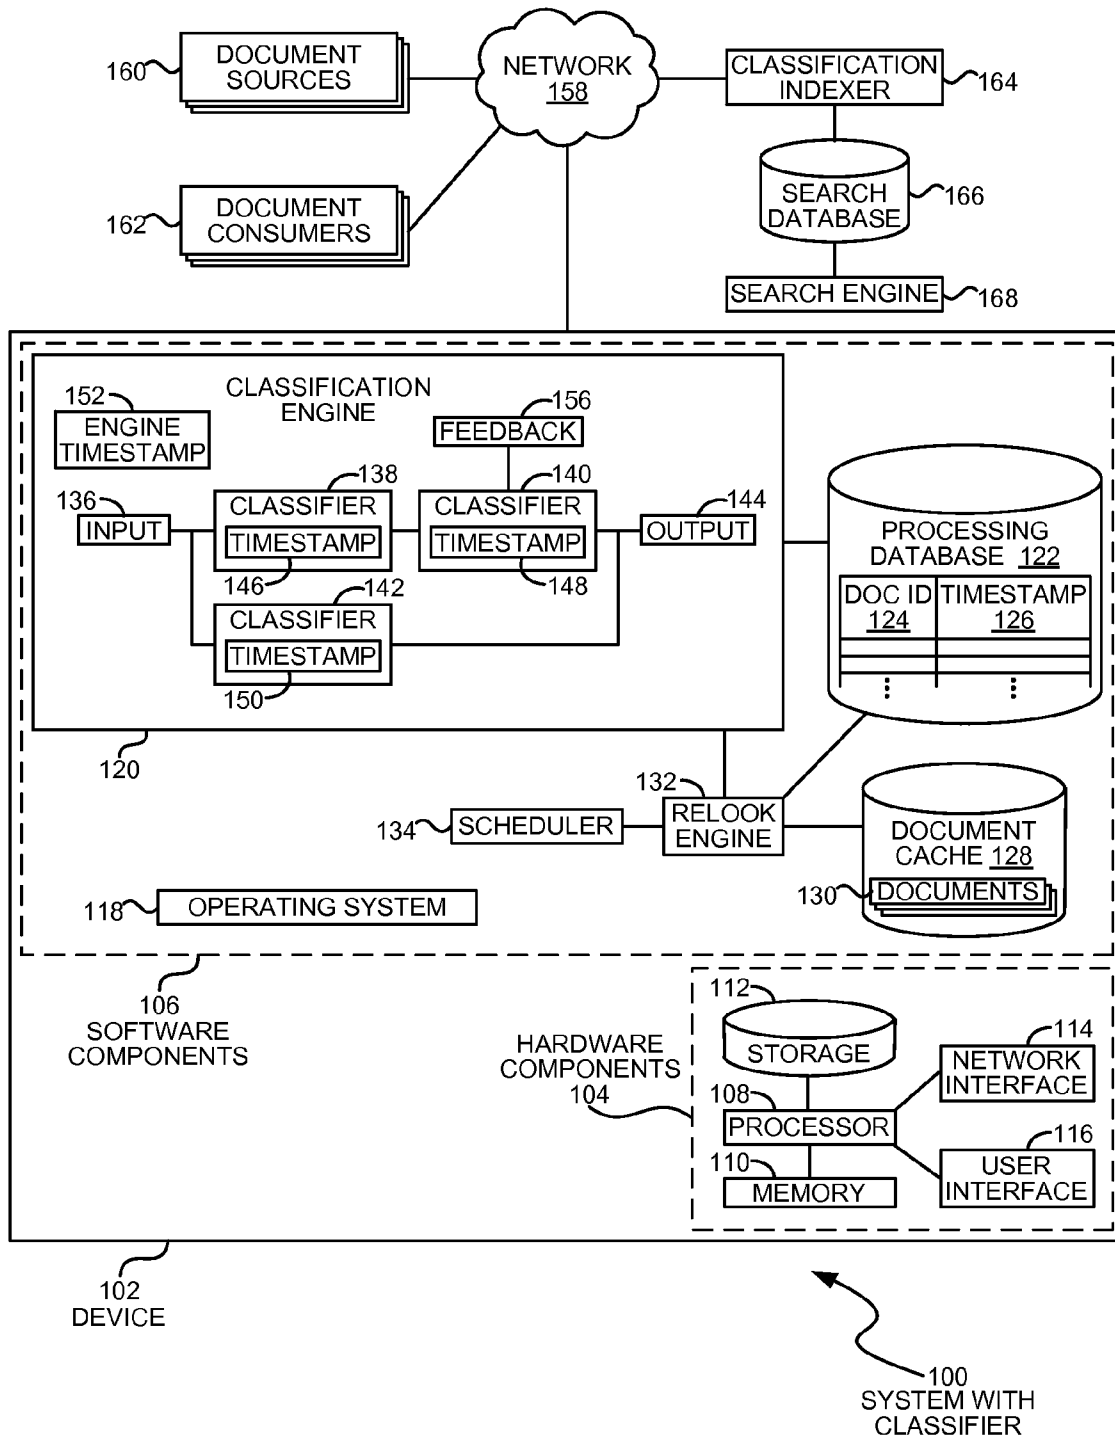 160
DOCUMENT
SOURCES
NETWORK
158
CLASSIFICATION
INDEXER
164
162
DOCUMENT
CONSUMERS
SEARCH
DATABASE
166
SEARCH ENGINE
168
CLASSIFICATION
ENGINE
152
ENGINE
TIMESTAMP
156
FEEDBACK
136
INPUT
138
CLASSIFIER
TIMESTAMP
146
140
CLASSIFIER
TIMESTAMP
148
144
OUTPUT
142
CLASSIFIER
TIMESTAMP
150
PROCESSING
DATABASE 122
DOC ID
124
TIMESTAMP
126
120
132
RELOOK
ENGINE
134
SCHEDULER
DOCUMENT
CACHE 128
130
DOCUMENTS
118
OPERATING SYSTEM
106
SOFTWARE
COMPONENTS
HARDWARE
COMPONENTS
104
112
STORAGE
108
PROCESSOR
110
MEMORY
114
NETWORK
INTERFACE
116
USER
INTERFACE
102
DEVICE
100
SYSTEM WITH
CLASSIFIER